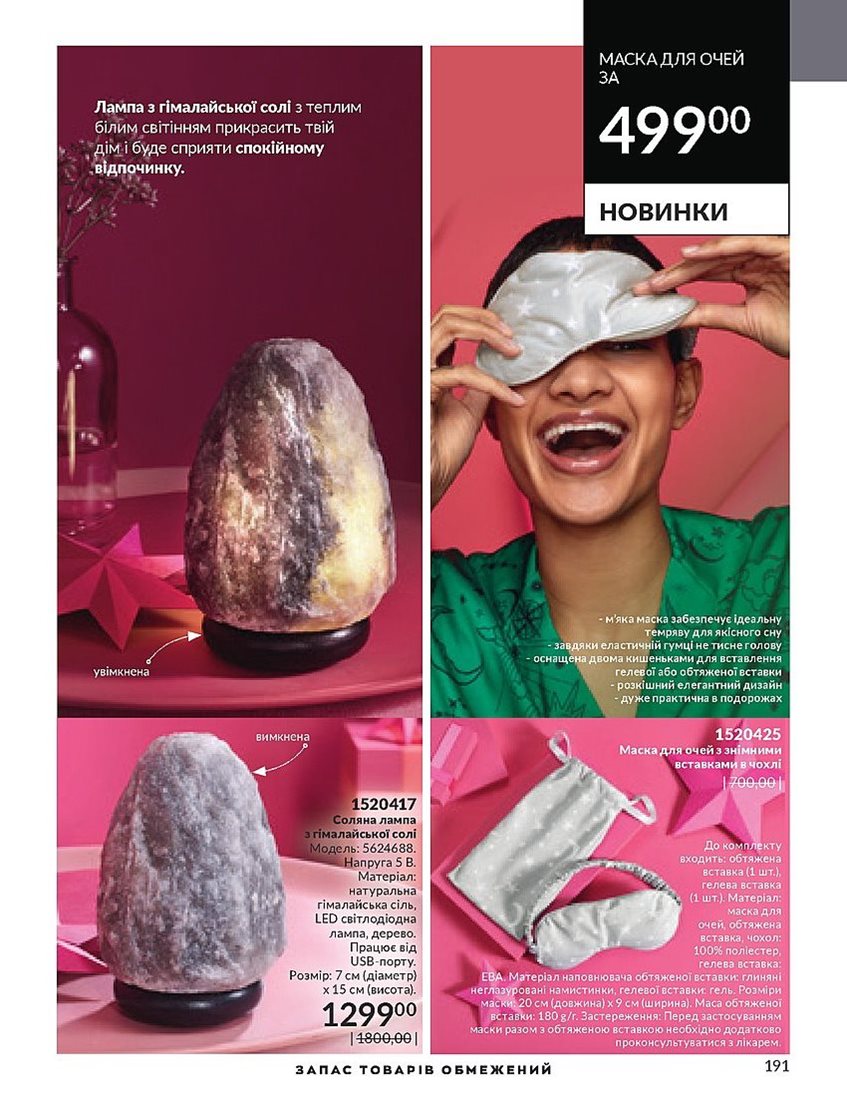 Лампа з гімалайської солі з теплим
білим світінням прикрасить твій
дім і буде сприяти спокійному
відпочинку.
увімкнена
вимкнена
1520417
Соляна лампа
з гімалайської солі
Модель: 5624688.
Напруга 5 В.
Матеріал:
натуральна
гімалайська сіль,
LED світлодіодна
лампа, дерево.
Працює від
USB-порту.
Розмір: 7 см (діаметр)
х 15 см (висота).
1299⁰⁰
| 1800,00 |
МАСКА ДЛЯ ОЧЕЙ
ЗА
499⁰⁰
НОВИНКИ
- м’яка маска забезпечує ідеальну
темряву для якісного сну
- завдяки еластичній гумці не тисне голову
- оснащена двома кишеньками для вставлення
гелевої або обтяженої вставки
- розкішний елегантний дизайн
- дуже практична в подорожах
1520425
Маска для очей з знімними
вставками в чохлі
| 700,00 |
До комплекту
входить: обтяжена
вставка (1 шт.),
гелева вставка
(1 шт.). Матеріал:
маска для
очей, обтяжена
вставка, чохол:
100% поліестер,
гелева вставка:
ЕВА. Матеріал наповнювача обтяженої вставки: глиняні
неглазуровані намистинки, гелевої вставки: гель. Розміри
маски: 20 см (довжина) х 9 см (ширина). Маса обтяженої
вставки: 180 g/г. Застереження: Перед застосуванням
маски разом з обтяженою вставкою необхідно додатково
проконсультуватися з лікарем.
ЗАПАС ТОВАРІВ ОБМЕЖЕНИЙ
191